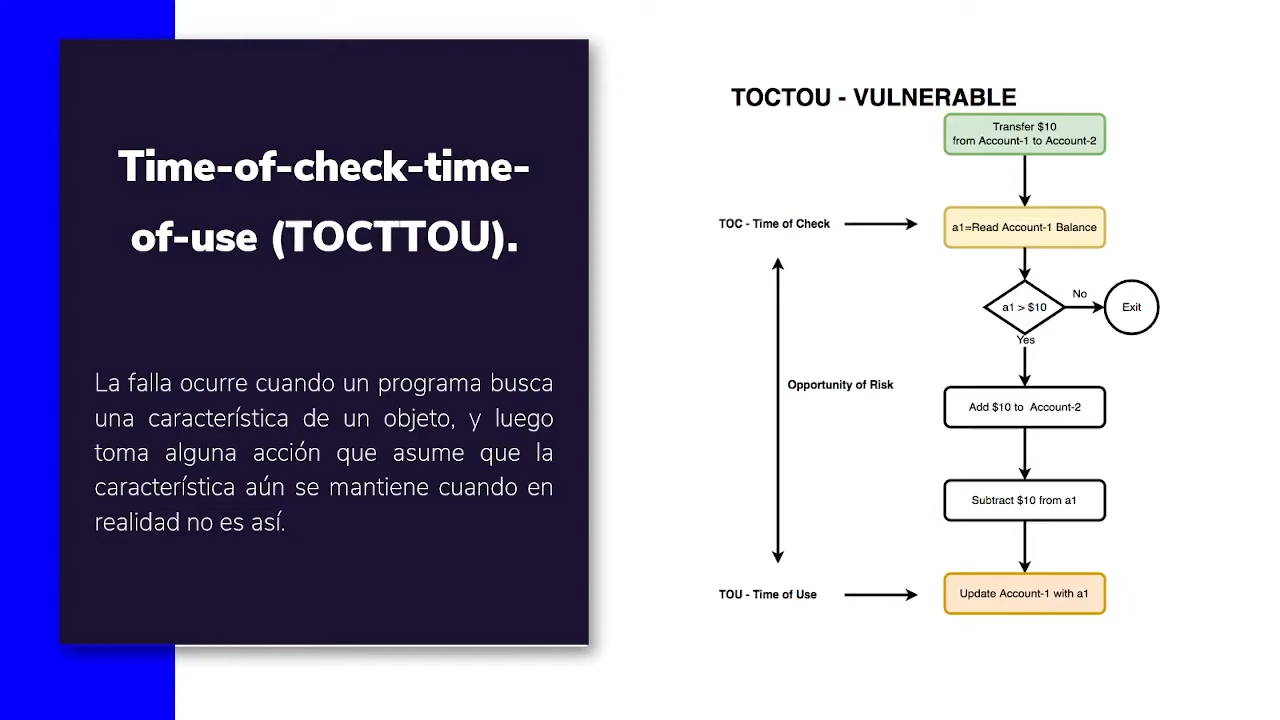 Time-of-check-time-
of-use (TOCTTOU).
La falla ocurre cuando un programa busca
una característica de un objeto, y luego
toma alguna acción que asume que la
característica aún se mantiene cuando en
realidad no es así.
TOCTOU - VULNERABLE
Transfer $10
from Account-1 to Account-2
TOC - Time of Check
a1=Read Account-1 Balance
a1 > $10
No
Exit
Yes
Opportunity of Risk
Add $10 to Account-2
Subtract $10 from a1
TOU - Time of Use
Update Account-1 with a1